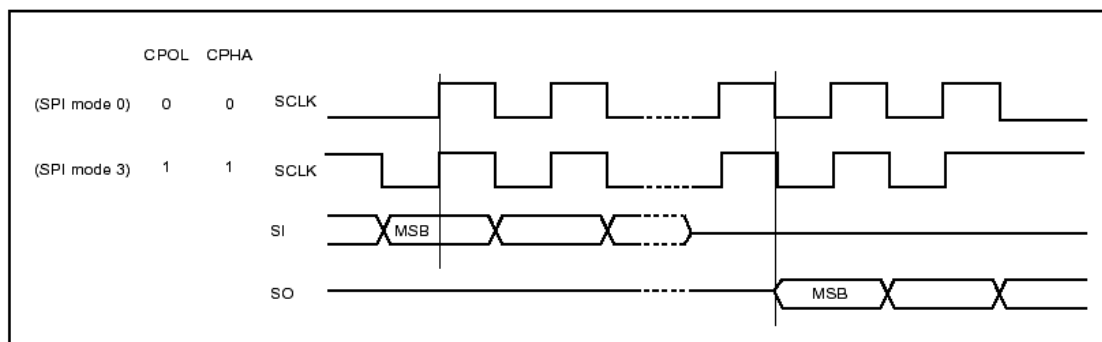 CPOL CPHA
(SPI mode 0) 0 0 SCLK
(SPI mode 3) 1 1 SCLK
SI MSB
SO MSB